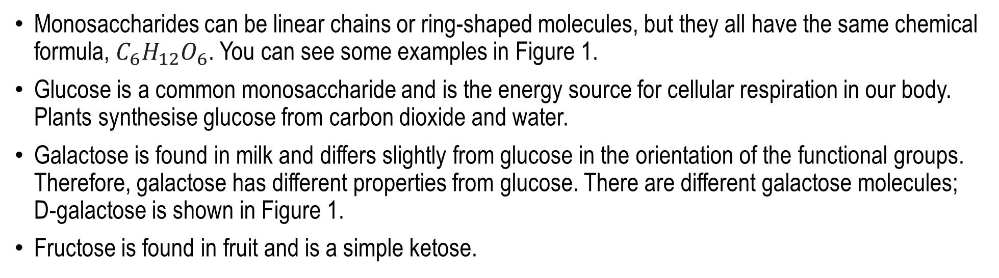 • Monosaccharides can be linear chains or ring-shaped molecules, but they all have the same chemical
formula, C₆H₁₂O₆. You can see some examples in Figure 1.
• Glucose is a common monosaccharide and is the energy source for cellular respiration in our body.
Plants synthesise glucose from carbon dioxide and water.
• Galactose is found in milk and differs slightly from glucose in the orientation of the functional groups.
Therefore, galactose has different properties from glucose. There are different galactose molecules;
D-galactose is shown in Figure 1.
• Fructose is found in fruit and is a simple ketose.